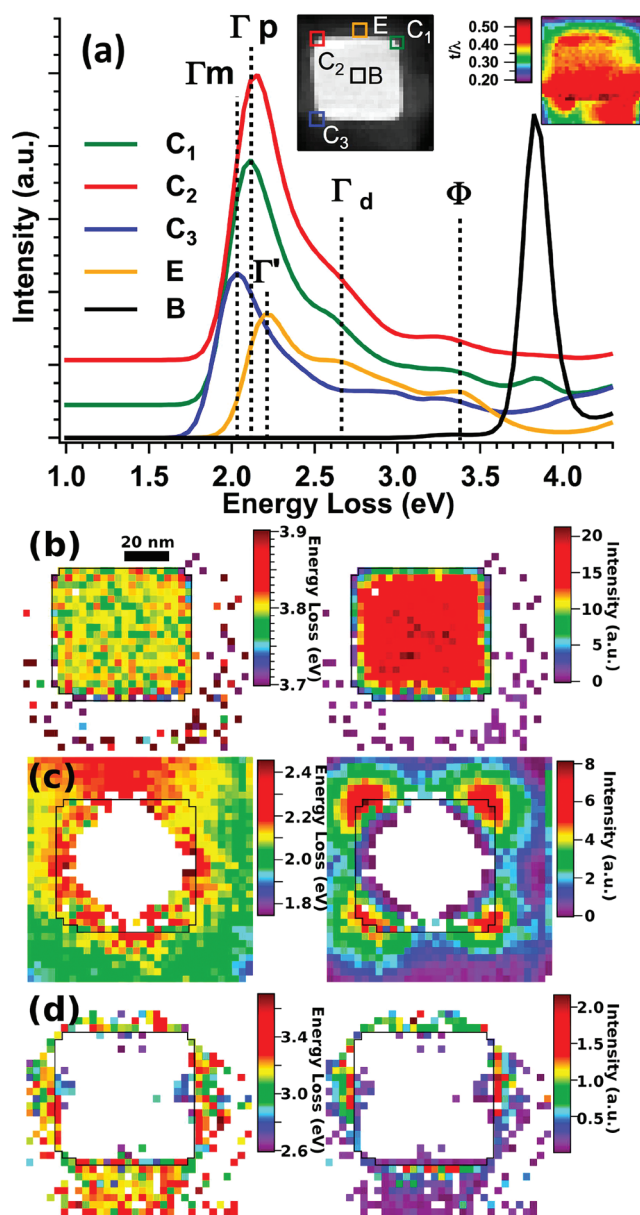 (a)
Γ p
Γm
E
C1
C2
B
C3
t/λ
0.50
0.40
0.30
0.20
C1
C2
C3
E
B
Γ'
Γ d
Φ
Intensity (a.u.)
1.0 1.5 2.0 2.5 3.0 3.5 4.0
Energy Loss (eV)
(b)
20 nm
3.9
3.8
3.7
Energy Loss (eV)
20
15
10
5
0
Intensity (a.u.)
(c)
2.4
2.2
2.0
1.8
Energy Loss (eV)
8
6
4
2
0
Intensity (a.u.)
(d)
3.4
3.0
2.6
Energy Loss (eV)
2.0
1.5
1.0
0.5
Intensity (a.u.)